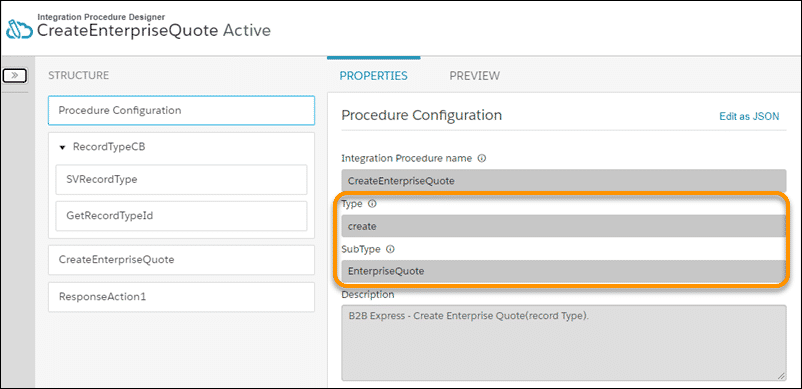 Integration Procedure Designer
CreateEnterpriseQuote Active
STRUCTURE
Procedure Configuration
RecordTypeCB
SVRecordType
GetRecordTypeId
CreateEnterpriseQuote
ResponseAction1
PROPERTIES PREVIEW
Procedure Configuration Edit as JSON
Integration Procedure name
CreateEnterpriseQuote
Type
create
SubType
EnterpriseQuote
Description
B2B Express - Create Enterprise Quote(record Type).